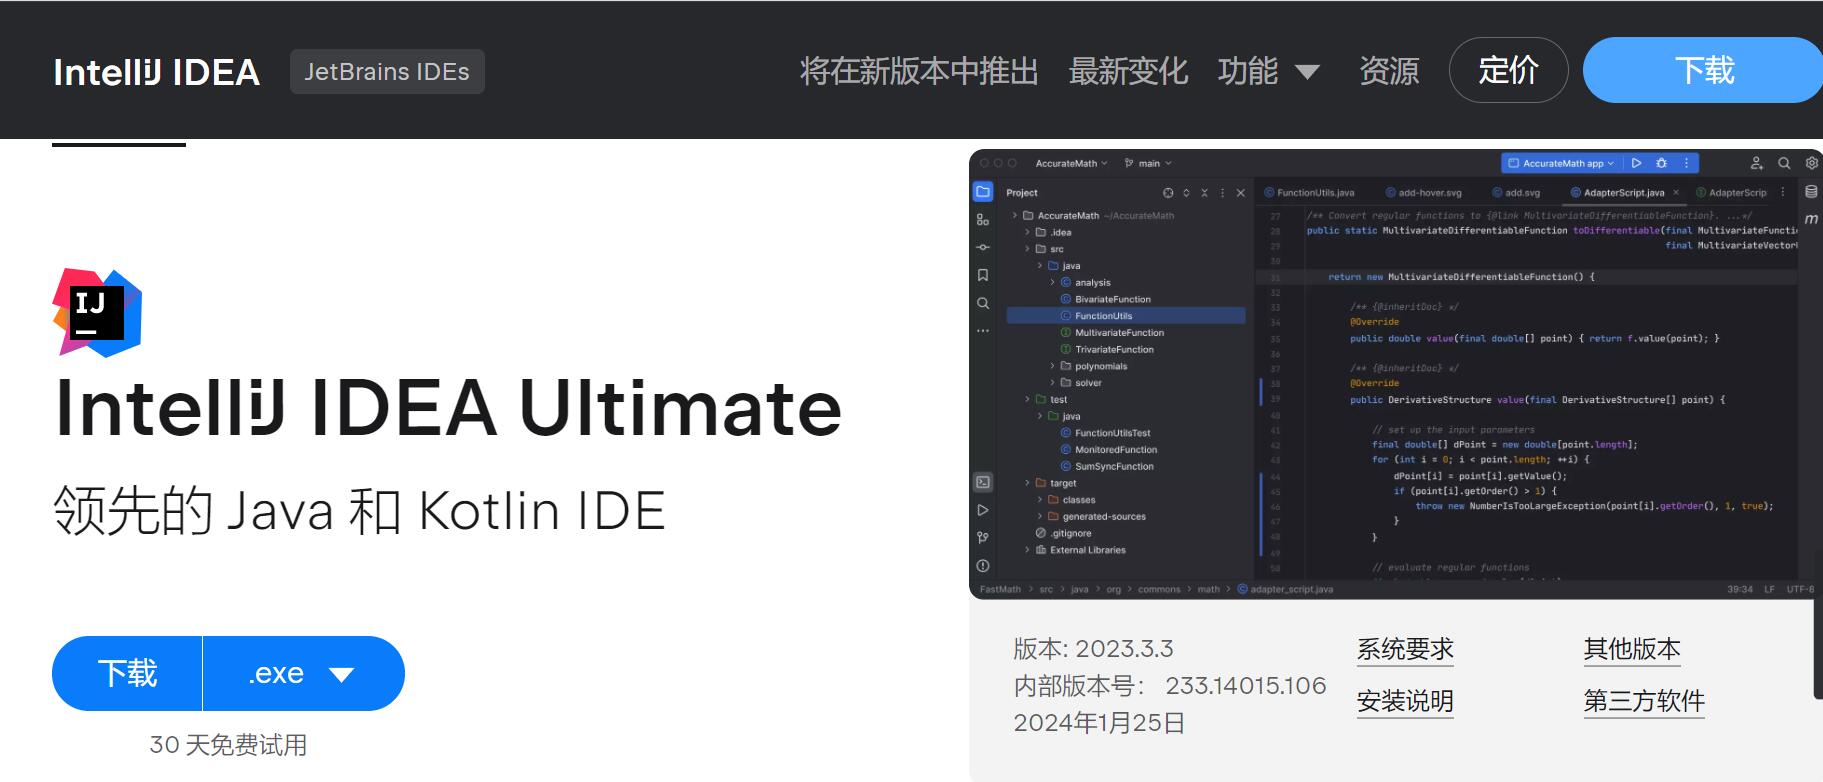 IntelliJ IDEA
JetBrains IDEs
将在新版本中推出 最新变化 功能 资源 定价 下载
IJ
IntelliJ IDEA Ultimate
领先的 Java 和 Kotlin IDE
下载 .exe
30 天免费试用
AccurateMath main AccurateMath app
Project
AccurateMath ~/AccurateMath
.idea
src
java
analysis
BivariateFunction
FunctionUtils
MultivariateFunction
TrivariateFunction
polynomials
solver
test
java
FunctionUtilsTest
MonitoredFunction
SumSyncFunction
target
classes
generated-sources
.gitignore
External Libraries
FunctionUtils.java add-hover.svg add.svg AdapterScript.java AdapterScrip
27 /** Convert regular functions to {@link MultivariateDifferentiableFunction}. ...*/
28 public static MultivariateDifferentiableFunction toDifferentiable(final MultivariateFuncti
29 final MultivariateVector
30
31 return new MultivariateDifferentiableFunction() {
32
33 /** {@inheritDoc} */
34 @Override
35 public double value(final double[] point) { return f.value(point); }
36
37 /** {@inheritDoc} */
38 @Override
39 public DerivativeStructure value(final DerivativeStructure[] point) {
40
41 // set up the input parameters
42 final double[] dPoint = new double[point.length];
43 for (int i = 0; i < point.length; ++i) {
44 dPoint[i] = point[i].getValue();
45 if (point[i].getOrder() > 1) {
46 throw new NumberIsTooLargeException(point[i].getOrder(), 1, true);
47 }
48 }
49
50 // evaluate regular functions
m
FastMath > src > java > org > commons > math > adapter_script.java 39:34 LF UTF-8
版本: 2023.3.3
内部版本号： 233.14015.106
2024年1月25日
系统要求
其他版本
安装说明
第三方软件